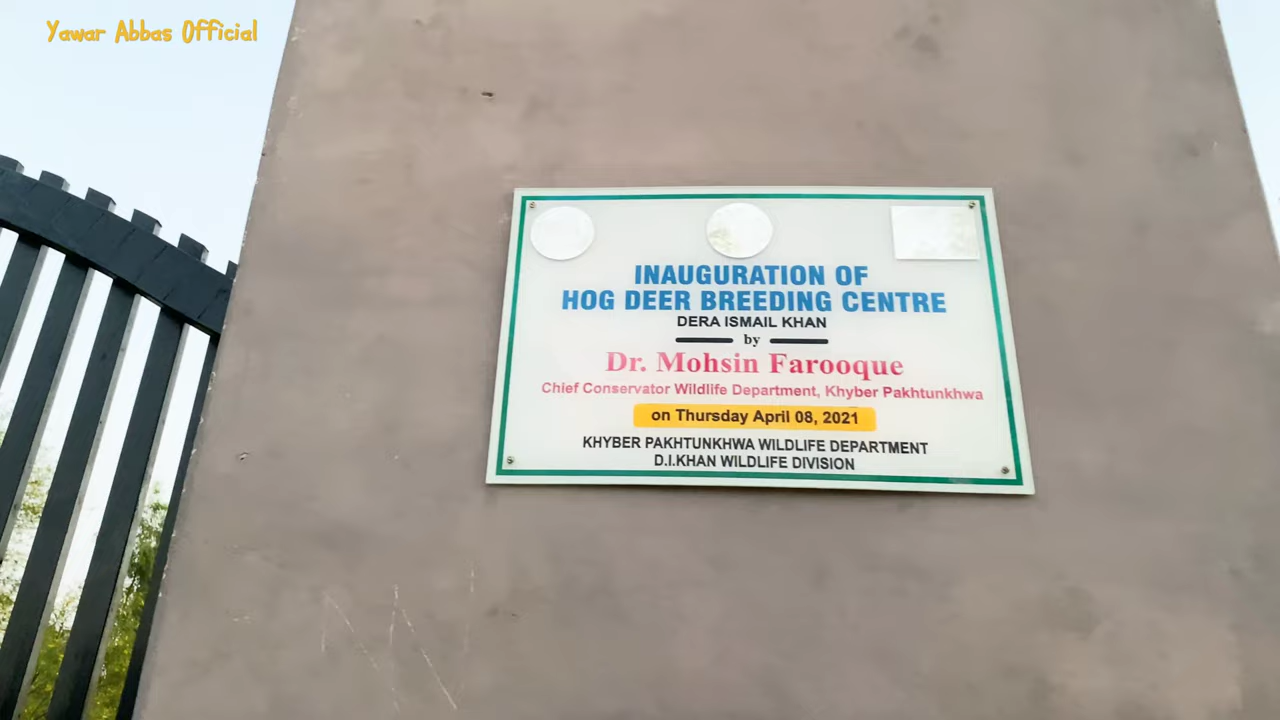 Yawar Abbas Official
INAUGURATION OF
HOG DEER BREEDING CENTRE
DERA ISMAIL KHAN
by
Dr. Mohsin Farooque
Chief Conservator Wildlife Department, Khyber Pakhtunkhwa
on Thursday April 08, 2021
KHYBER PAKHTUNKHWA WILDLIFE DEPARTMENT
D.I.KHAN WILDLIFE DIVISION